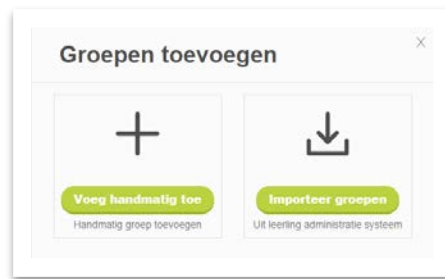 Groepen toevoegen
Voeg handmatig toe
Handmatig groep toevoegen
Importeer groepen
Uit leerling administratie systeem